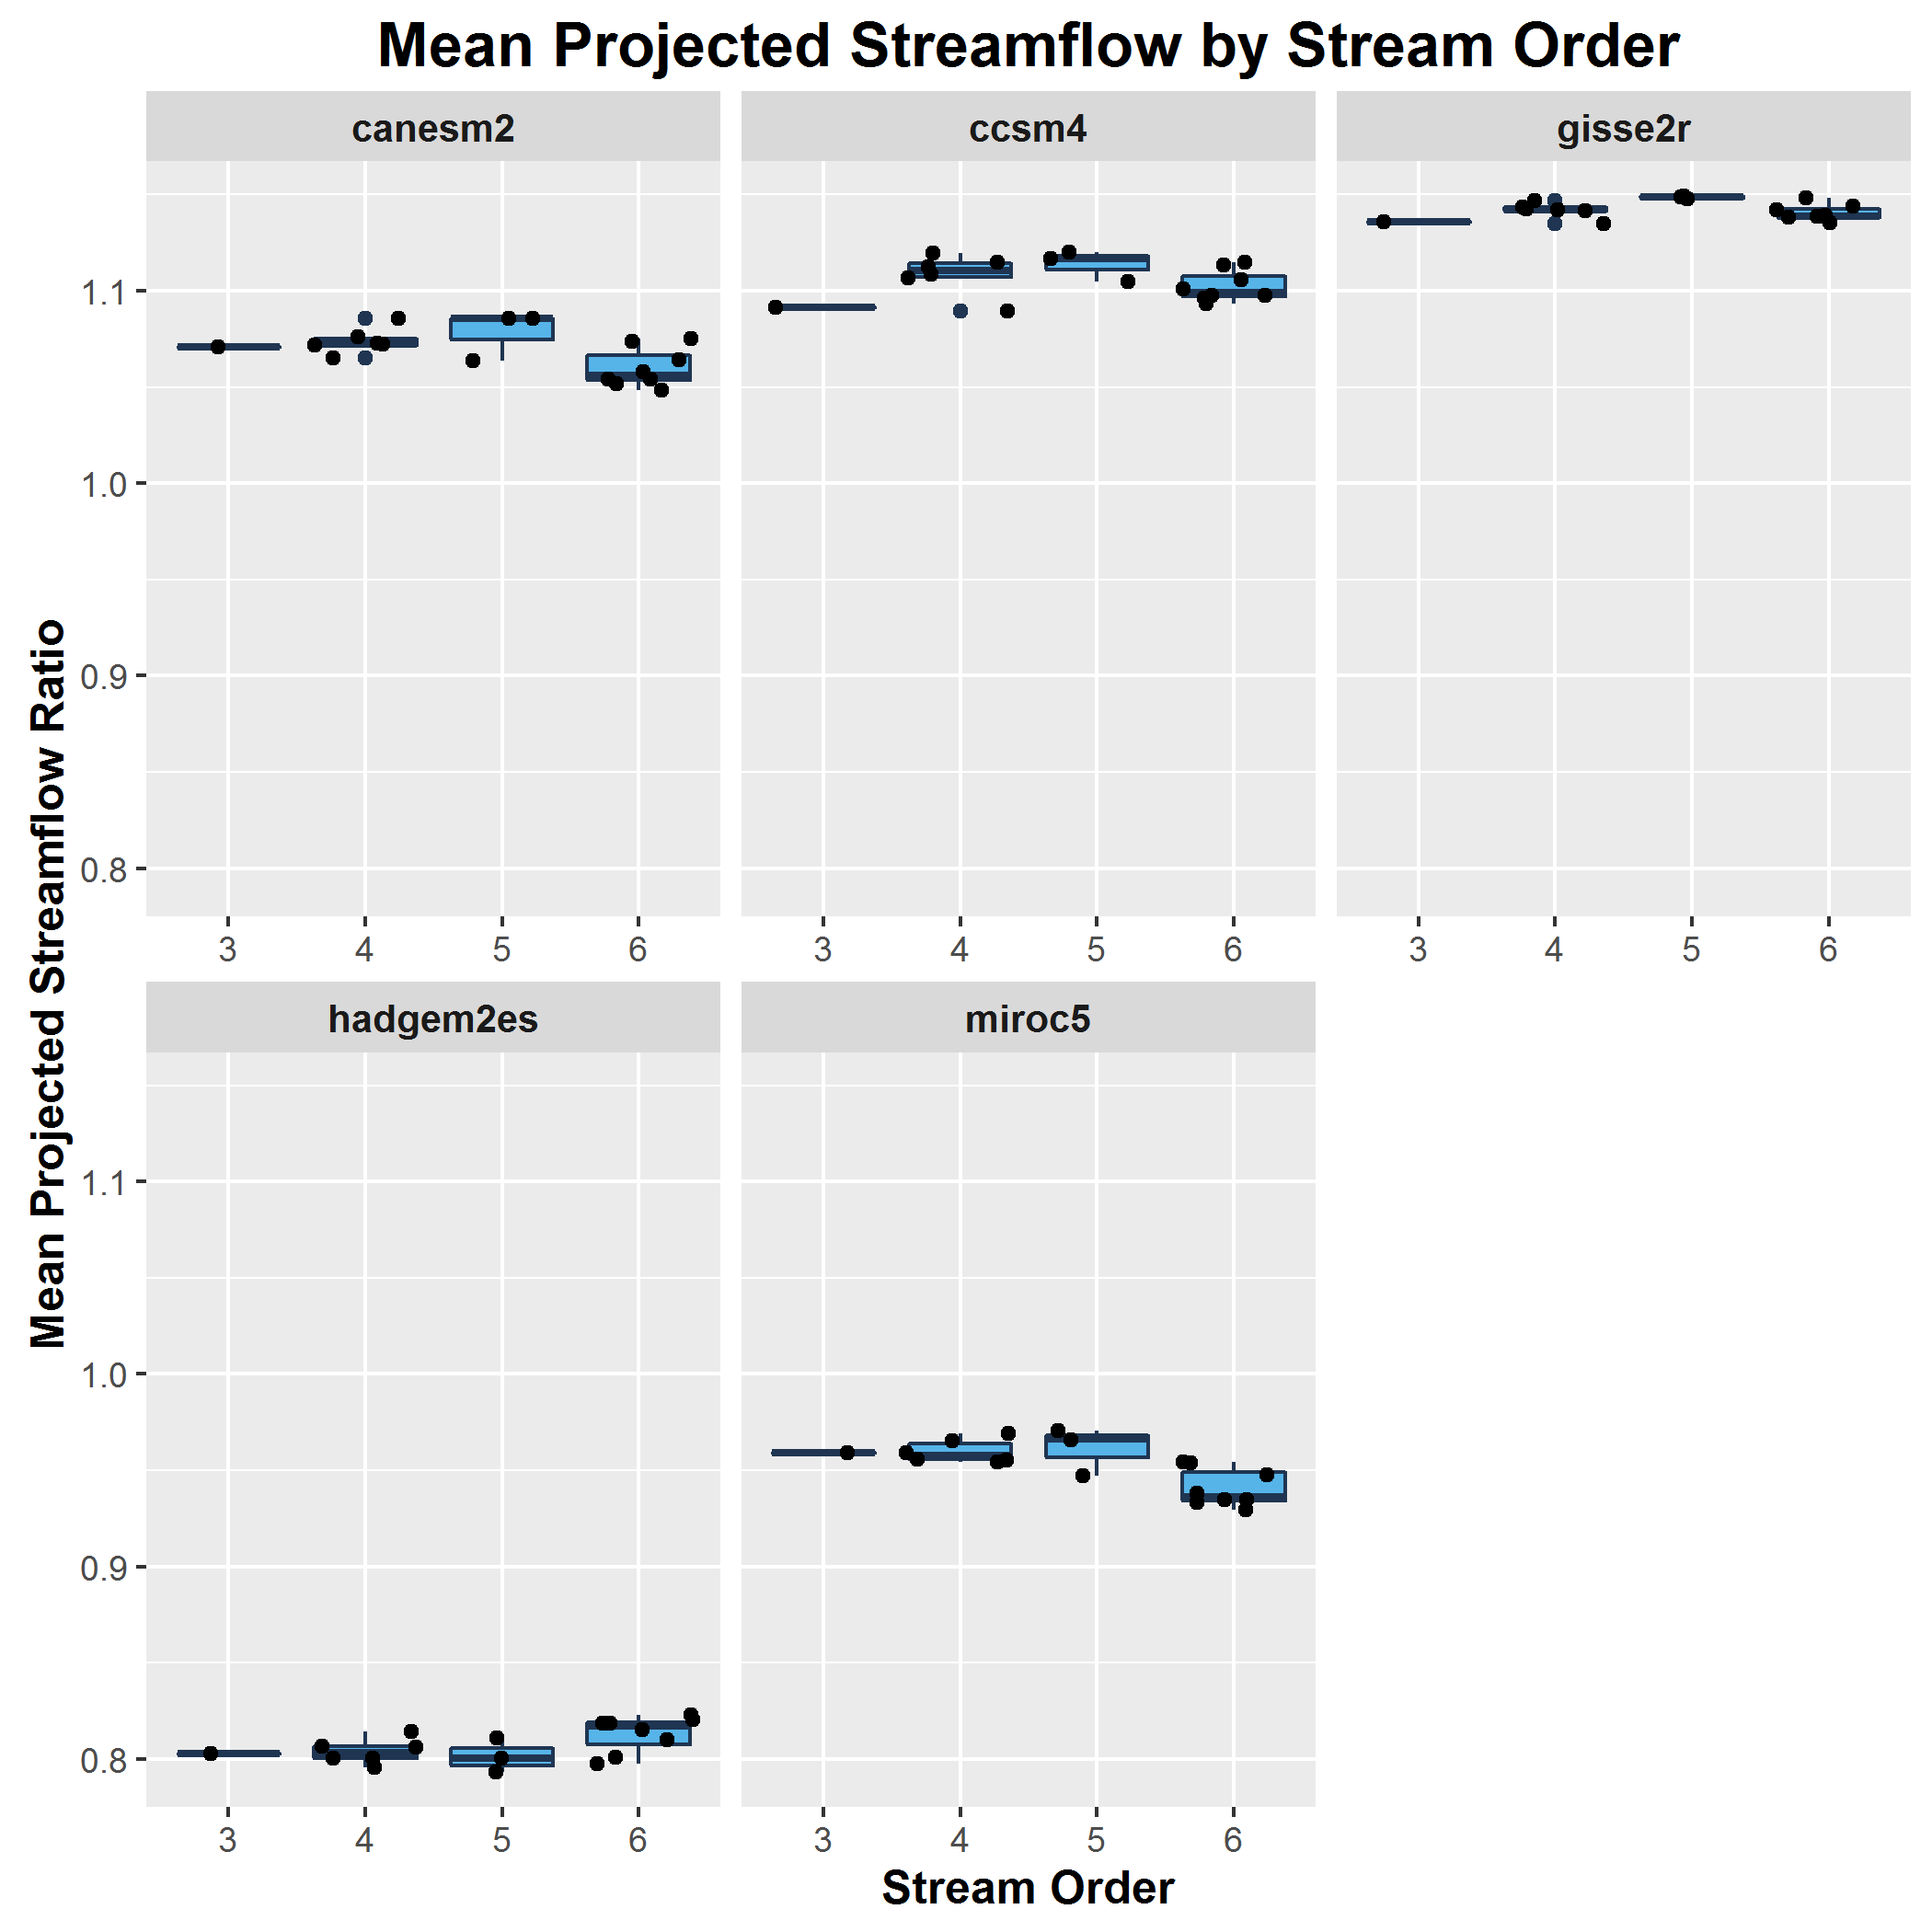 Mean Projected Streamflow by Stream Order
canesm2
ccsm4
gisse2r
1.1
1.0
0.9
0.8
3 4 5 6
3 4 5 6
3 4 5 6
Mean Projected Streamflow Ratio
hadgem2es
miroc5
1.1
1.0
0.9
0.8
3 4 5 6
3 4 5 6
Stream Order